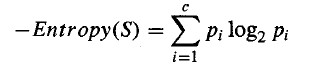 −Entropy(S) = ∑_{i=1}^{c} p_i log_2 p_i